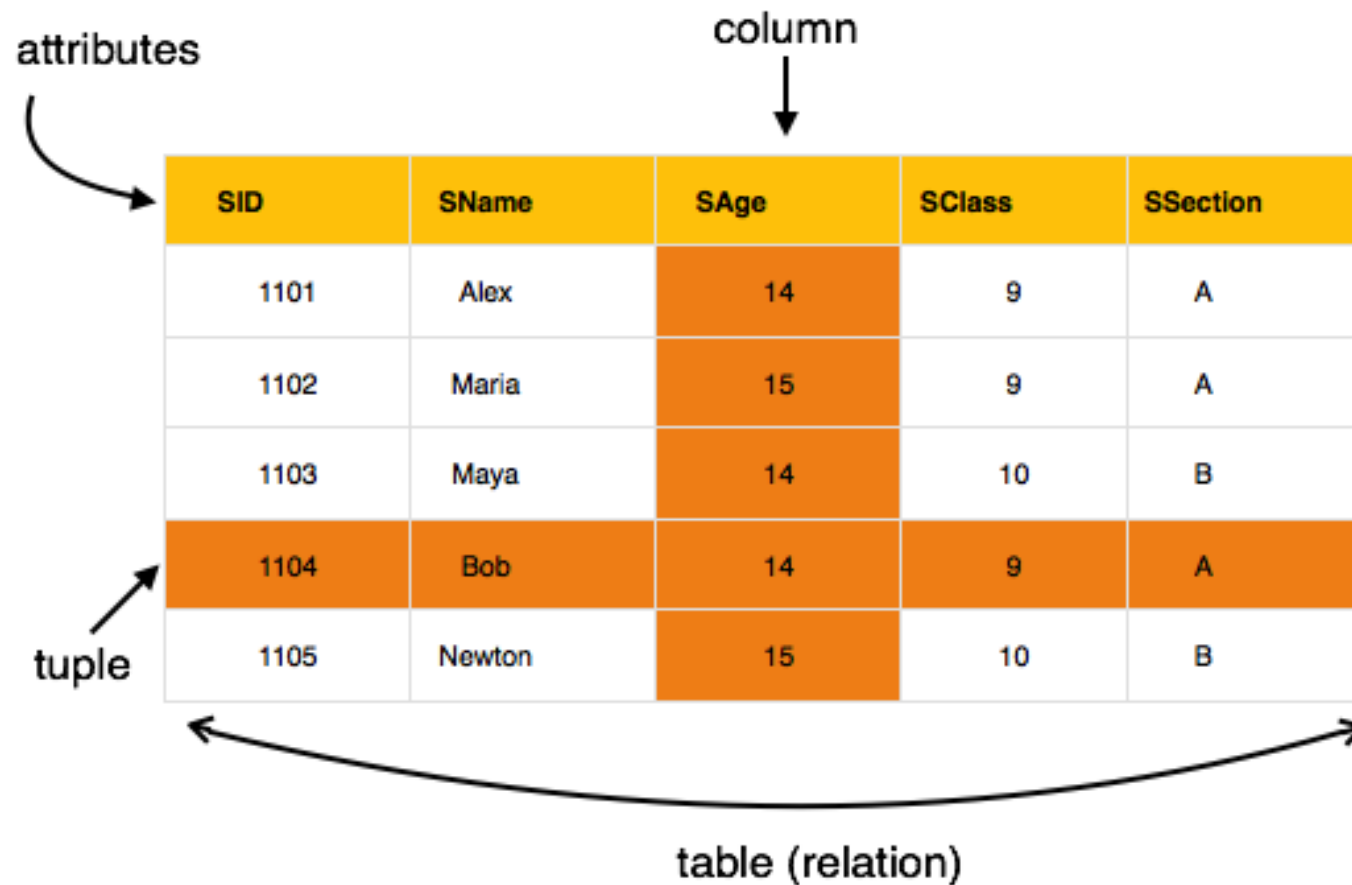 attributes
column
SID SName SAge SClass SSection
1101 Alex 14 9 A
1102 Maria 15 9 A
1103 Maya 14 10 B
1104 Bob 14 9 A
tuple
1105 Newton 15 10 B
table (relation)